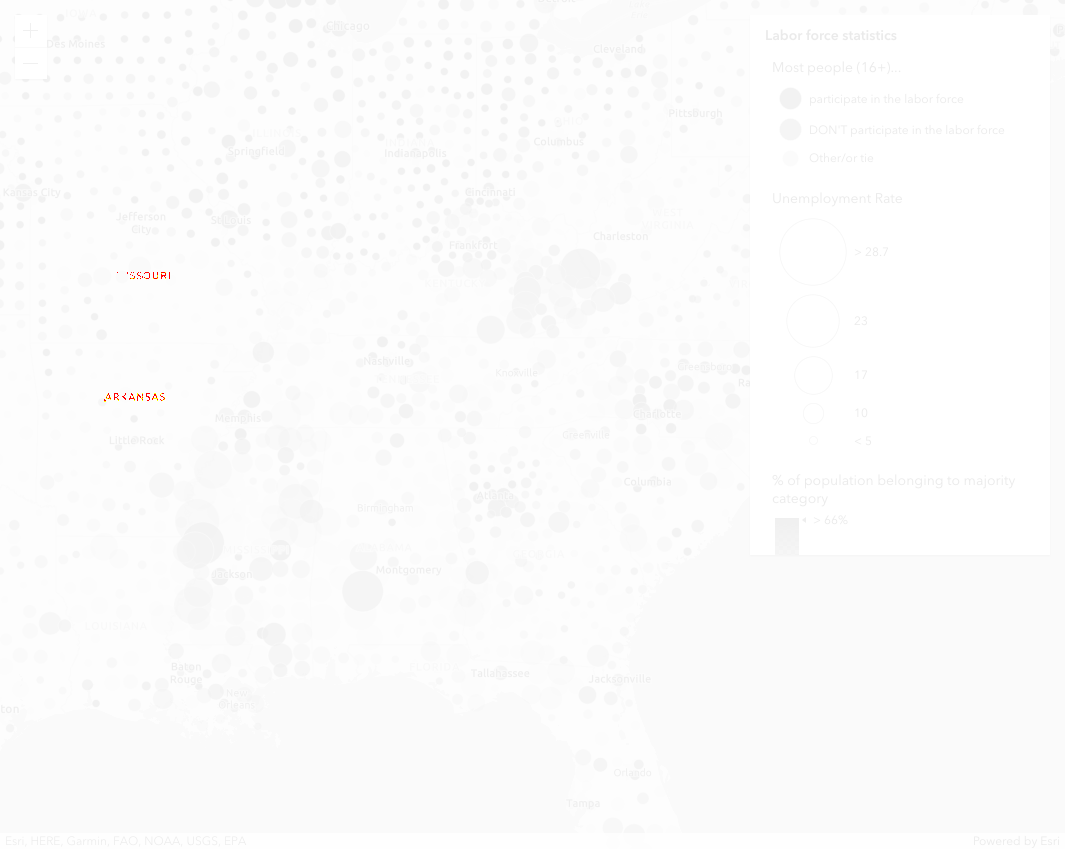 Chicago
Des Moines
Cleveland
Pittsburgh
ILLINOIS
Springfield
Indianapolis
Columbus
Kansas City
Cincinnati
Jefferson
City
St Louis
WEST
VIRGINIA
Charleston
Frankfort
MISSOURI
Nashville
Knoxville
Greensboro
Ra
ARKANSAS
Memphis
Charlotte
Little Rock
Greenville
Atlanta
Columbia
Birmingham
Jackson
Montgomery
LOUISIANA
Baton
Rouge
Tallahassee
Jacksonville
New
Orleans
ton
Orlando
Tampa
Labor force statistics
Most people (16+)...
participate in the labor force
DON'T participate in the labor force
Other/or tie
Unemployment Rate
> 28.7
23
17
10
< 5
% of population belonging to majority
category
> 66%
Esri, HERE, Garmin, FAO, NOAA, USGS, EPA
Powered by Esri